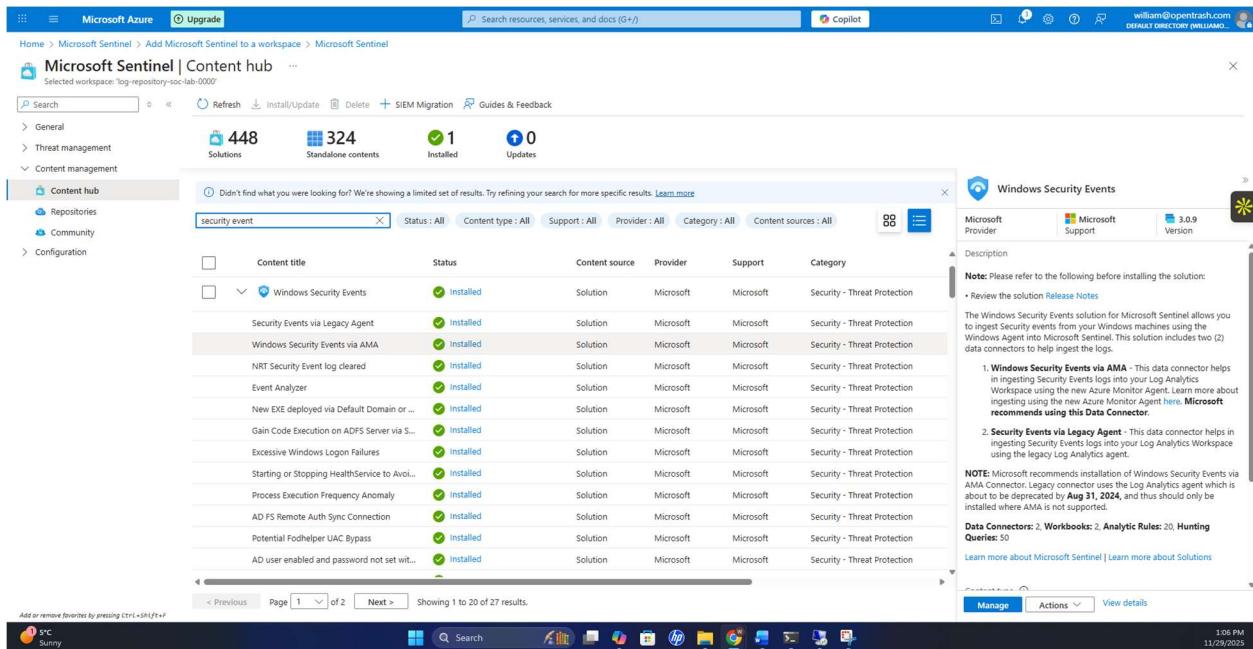 Microsoft Azure
Upgrade
Search resources, services, and docs (G+/)
Copilot
1
william@opentrash.com
DEFAULT DIRECTORY (WILLIAMO...
Home > Microsoft Sentinel > Add Microsoft Sentinel to a workspace > Microsoft Sentinel
Microsoft Sentinel | Content hub ...
Selected workspace: 'log-repository-soc-lab-0000'
Search
General
Threat management
Content management
Content hub
Repositories
Community
Configuration
Refresh
Install/Update
Delete
SIEM Migration
Guides & Feedback
448
Solutions
324
Standalone contents
1
Installed
0
Updates
Didn't find what you were looking for? We're showing a limited set of results. Try refining your search for more specific results. Learn more
security event
Status : All
Content type : All
Support : All
Provider : All
Category : All
Content sources : All
Content title Status Content source Provider Support Category
Windows Security Events Installed Solution Microsoft Microsoft Security - Threat Protection
Security Events via Legacy Agent Installed Solution Microsoft Microsoft Security - Threat Protection
Windows Security Events via AMA Installed Solution Microsoft Microsoft Security - Threat Protection
NRT Security Event log cleared Installed Solution Microsoft Microsoft Security - Threat Protection
Event Analyzer Installed Solution Microsoft Microsoft Security - Threat Protection
New EXE deployed via Default Domain or ... Installed Solution Microsoft Microsoft Security - Threat Protection
Gain Code Execution on ADFS Server via S... Installed Solution Microsoft Microsoft Security - Threat Protection
Excessive Windows Logon Failures Installed Solution Microsoft Microsoft Security - Threat Protection
Starting or Stopping HealthService to Avoi... Installed Solution Microsoft Microsoft Security - Threat Protection
Process Execution Frequency Anomaly Installed Solution Microsoft Microsoft Security - Threat Protection
AD FS Remote Auth Sync Connection Installed Solution Microsoft Microsoft Security - Threat Protection
Potential Fodhelper UAC Bypass Installed Solution Microsoft Microsoft Security - Threat Protection
AD user enabled and password not set wit... Installed Solution Microsoft Microsoft Security - Threat Protection
< Previous Page 1 of 2 Next > Showing 1 to 20 of 27 results.
Windows Security Events
Microsoft Microsoft 3.0.9
Provider Support Version
Description
Note: Please refer to the following before installing the solution:
• Review the solution Release Notes
The Windows Security Events solution for Microsoft Sentinel allows you
to ingest Security events from your Windows machines using the
Windows Agent into Microsoft Sentinel. This solution includes two (2)
data connectors to help ingest the logs.
1. Windows Security Events via AMA - This data connector helps
in ingesting Security Events logs into your Log Analytics
Workspace using the new Azure Monitor Agent. Learn more about
ingesting using the new Azure Monitor Agent here. Microsoft
recommends using this Data Connector.
2. Security Events via Legacy Agent - This data connector helps in
ingesting Security Events logs into your Log Analytics Workspace
using the legacy Log Analytics agent.
NOTE: Microsoft recommends installation of Windows Security Events via
AMA Connector. Legacy connector uses the Log Analytics agent which is
about to be deprecated by Aug 31, 2024, and thus should only be
installed where AMA is not supported.
Data Connectors: 2, Workbooks: 2, Analytic Rules: 20, Hunting
Queries: 50
Learn more about Microsoft Sentinel | Learn more about Solutions
Manage
Actions
View details
Add or remove favorites by pressing Ctrl+Shift+F
1
5°C
Sunny
Search
hp
1:06 PM
11/29/2025